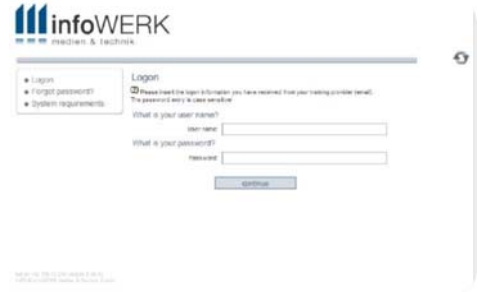 infoWERK
medien & technik
Logon
Forgot password?
System requirements
Logon
Please insert the logon information you have received from your training provider (email).
The password entry is case sensitive!
What is your user name?
User name:
What is your password?
Password:
continue